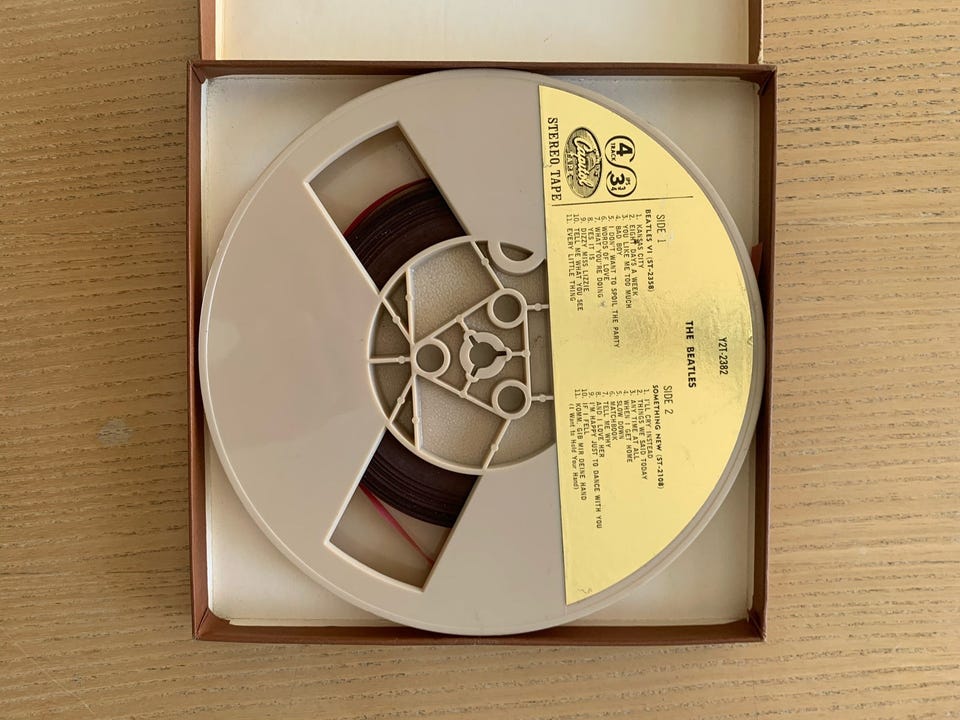 Y2T-2382
THE BEATLES
4
TRACK
3 3/4
IPS
Capitol
STEREO TAPE
SIDE 1
BEATLES VI (ST-2358)
1. KANSAS CITY
2. EIGHT DAYS A WEEK
3. YOU LIKE ME TOO MUCH
4. BAD BOY
5. I DON'T WANT TO SPOIL THE PARTY
6. WORDS OF LOVE
7. WHAT YOU'RE DOING
8. YES IT IS
9. DIZZY MISS LIZZIE
10. TELL ME WHAT YOU SEE
11. EVERY LITTLE THING
SIDE 2
SOMETHING NEW (ST-2108)
1. I'LL CRY INSTEAD
2. THINGS WE SAID TODAY
3. ANY TIME AT ALL
4. WHEN I GET HOME
5. SLOW DOWN
6. MATCHBOOK
7. TELL ME WHY
8. AND I LOVE HER
9. I'M HAPPY JUST TO DANCE WITH YOU
10. IF I FELL
11. KOMM, GIB MIR DEINE HAND
(I Want to Hold Your Hand)